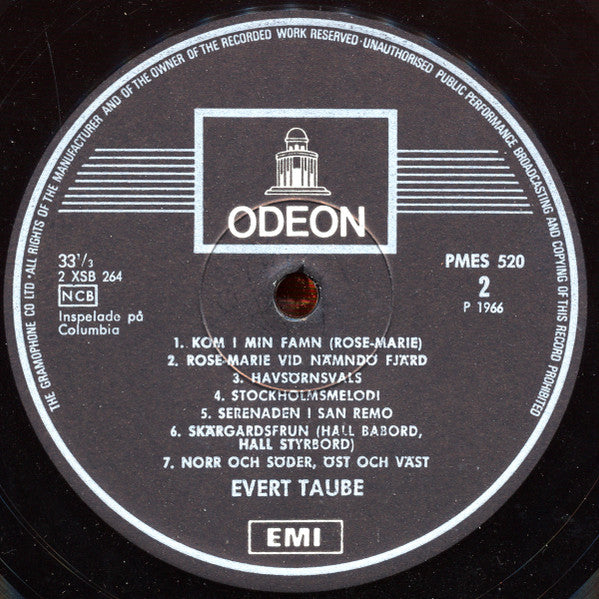 THE GRAMOPHONE CO LTD · ALL RIGHTS OF THE MANUFACTURER AND OF THE OWNER OF THE RECORDED WORK RESERVED · UNAUTHORISED PUBLIC PERFORMANCE BROADCASTING AND COPYING OF THIS RECORD PROHIBITED
ODEON
33⅓
2 XSB 264
NCB
Inspelade på
Columbia
PMES 520
2
P 1966
1. KOM I MIN FAMN (ROSE-MARIE)
2. ROSE-MARIE VID NÄMNDÖ FJÄRD
3. HAVSÖRNSVALS
4. STOCKHOLMSMELODI
5. SERENADEN I SAN REMO
6. SKÄRGARDSFRUN (HALL BABORD,
HALL STYRBORD)
7. NORR OCH SÖDER, ÖST OCH VÄST
EVERT TAUBE
EMI